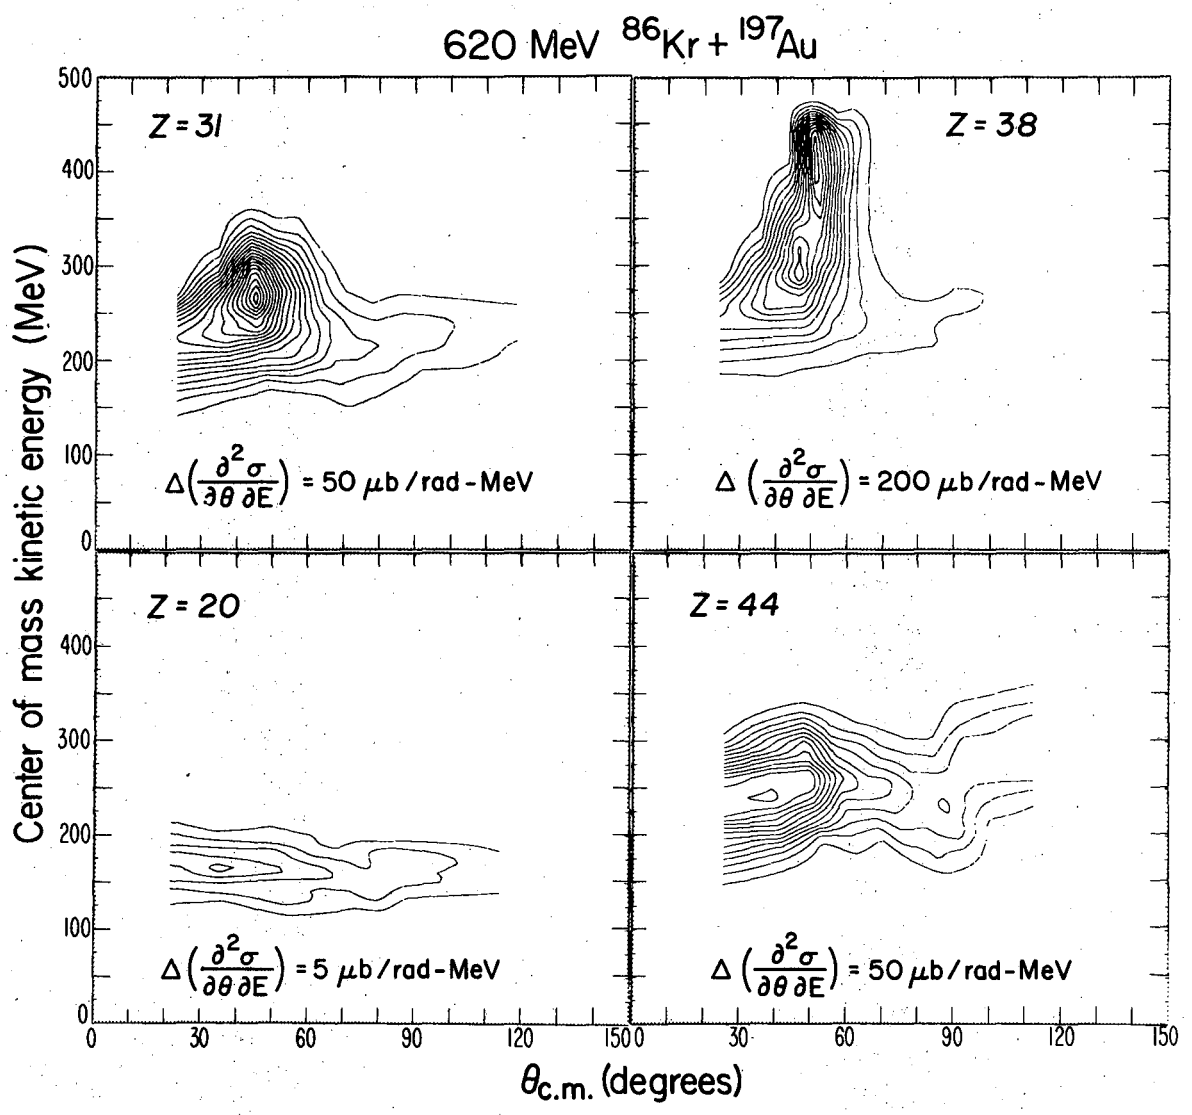 620 MeV ⁸⁶Kr + ¹⁹⁷Au
Center of mass kinetic energy (MeV)
500
400
300
200
100
0
Z = 31
Δ(∂²σ/∂θ ∂E) = 50 μb/rad-MeV
Z = 38
Δ(∂²σ/∂θ ∂E) = 200 μb/rad-MeV
400
300
200
100
0
Z = 20
Δ(∂²σ/∂θ ∂E) = 5 μb/rad-MeV
Z = 44
Δ(∂²σ/∂θ ∂E) = 50 μb/rad-MeV
0 30 60 90 120 150 0 30 60 90 120 150
θc.m. (degrees)